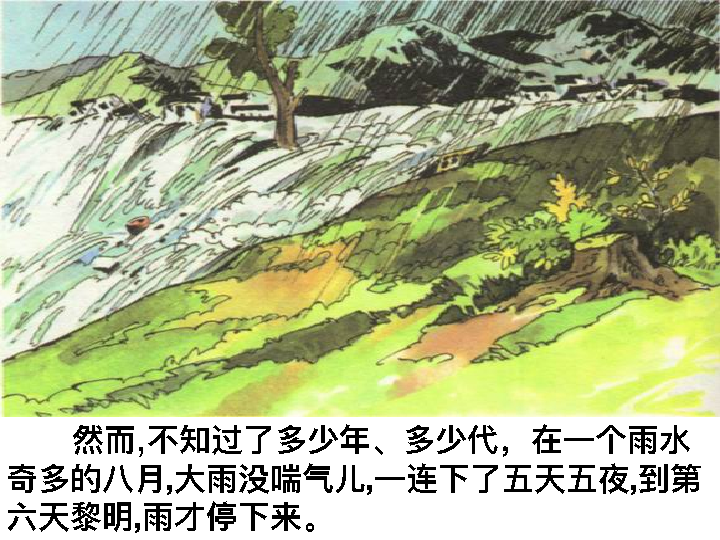 然而,不知过了多少年、多少代，在一个雨水
奇多的八月,大雨没喘气儿,一连下了五天五夜,到第
六天黎明,雨才停下来。